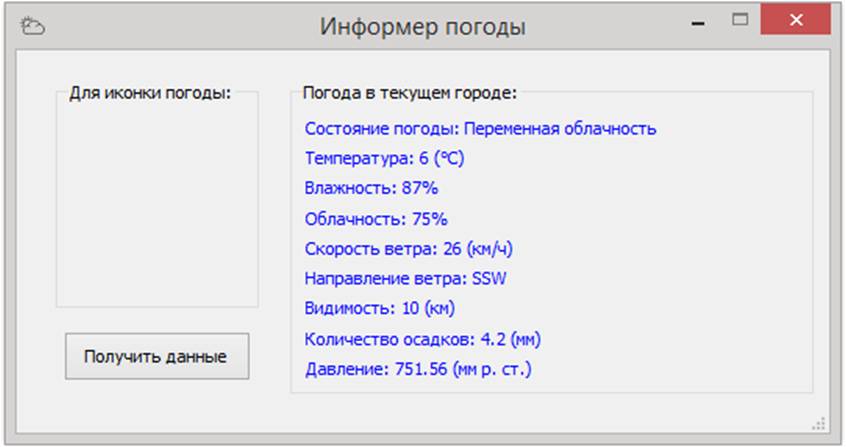 Информер погоды
Для иконки погоды:
Погода в текущем городе:
Состояние погоды: Переменная облачность
Температура: 6 (°C)
Влажность: 87%
Облачность: 75%
Скорость ветра: 26 (км/ч)
Направление ветра: SSW
Видимость: 10 (км)
Количество осадков: 4.2 (мм)
Давление: 751.56 (мм р. ст.)
Получить данные